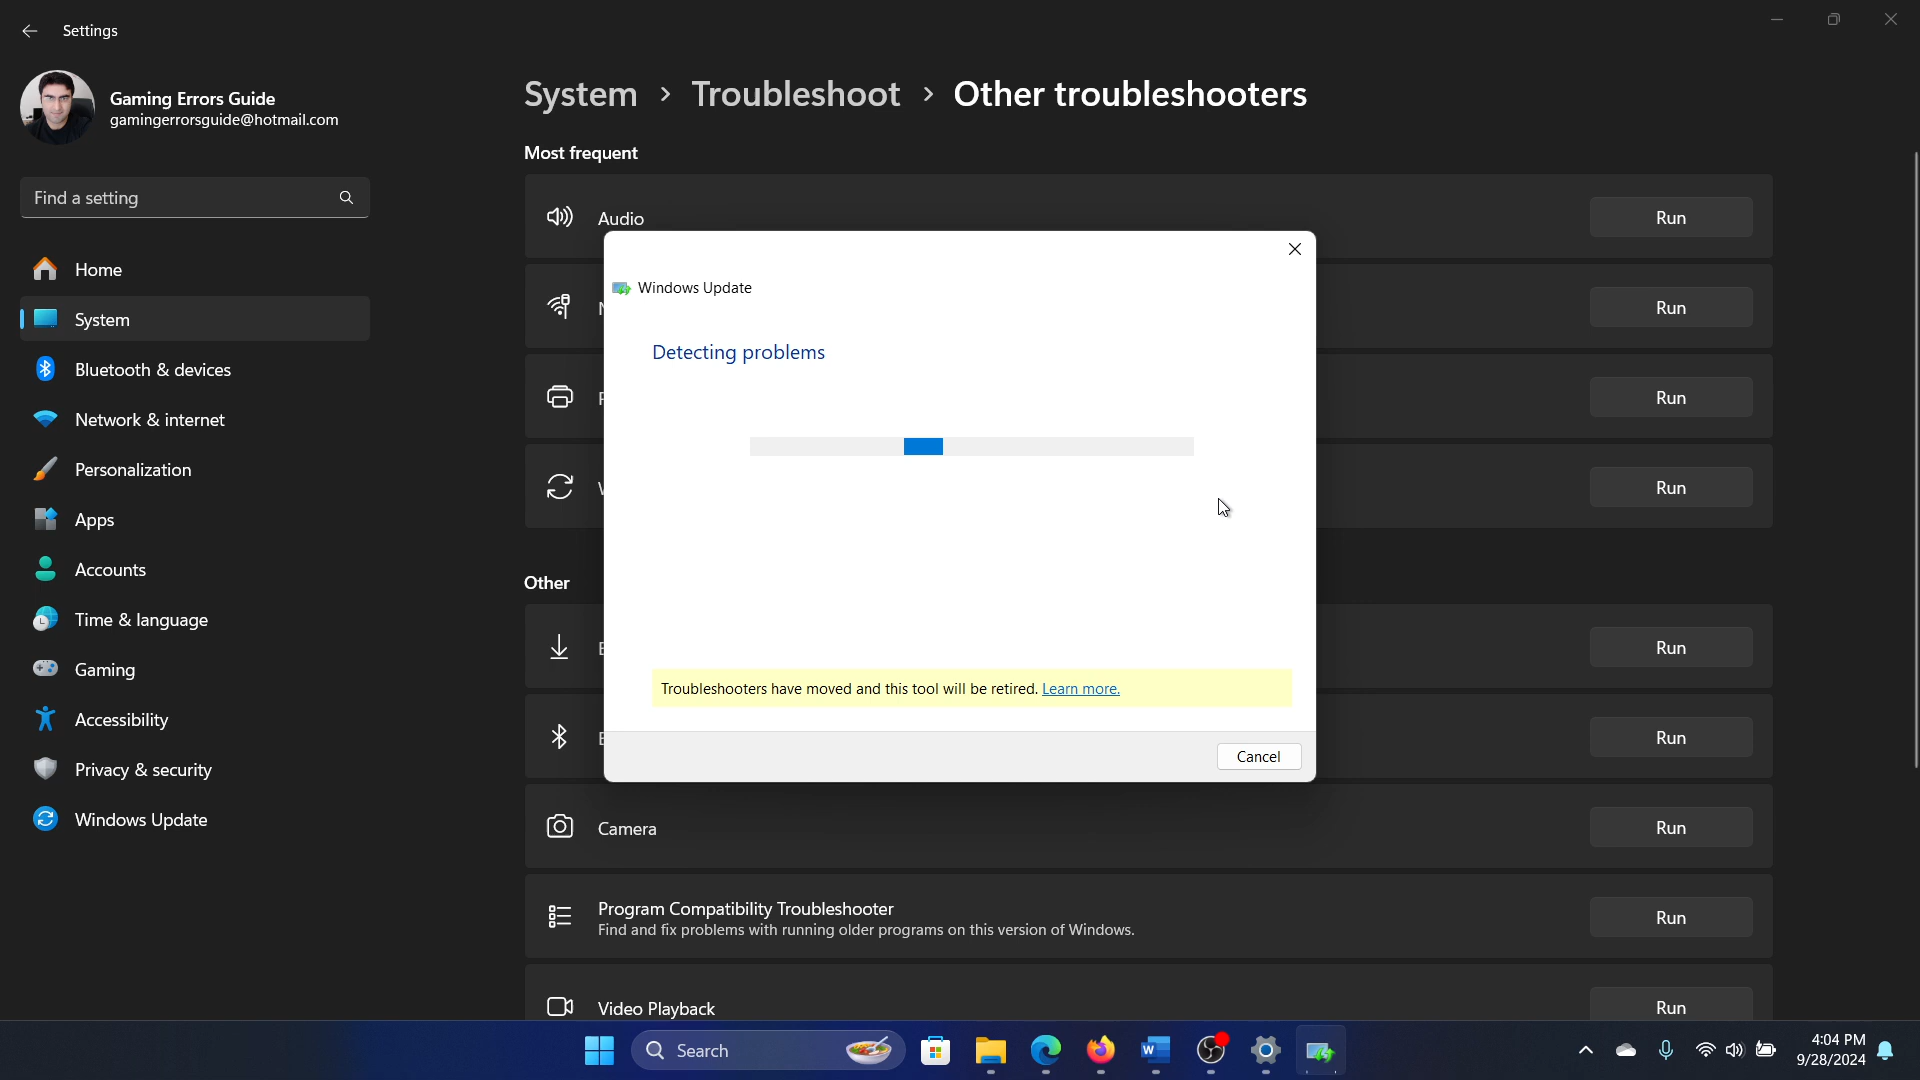 Settings
Gaming Errors Guide
gamingerrorsguide@hotmail.com
Find a setting
Home
System
Bluetooth & devices
Network & internet
Personalization
Apps
Accounts
Time & language
Gaming
Accessibility
Privacy & security
Windows Update
System > Troubleshoot > Other troubleshooters
Most frequent
Audio
Run
Run
Run
Run
Windows Update
Detecting problems
Troubleshooters have moved and this tool will be retired. Learn more.
Cancel
Other
Run
Run
Camera
Run
Program Compatibility Troubleshooter
Find and fix problems with running older programs on this version of Windows.
Run
Video Playback
Run
Search
4:04 PM
9/28/2024